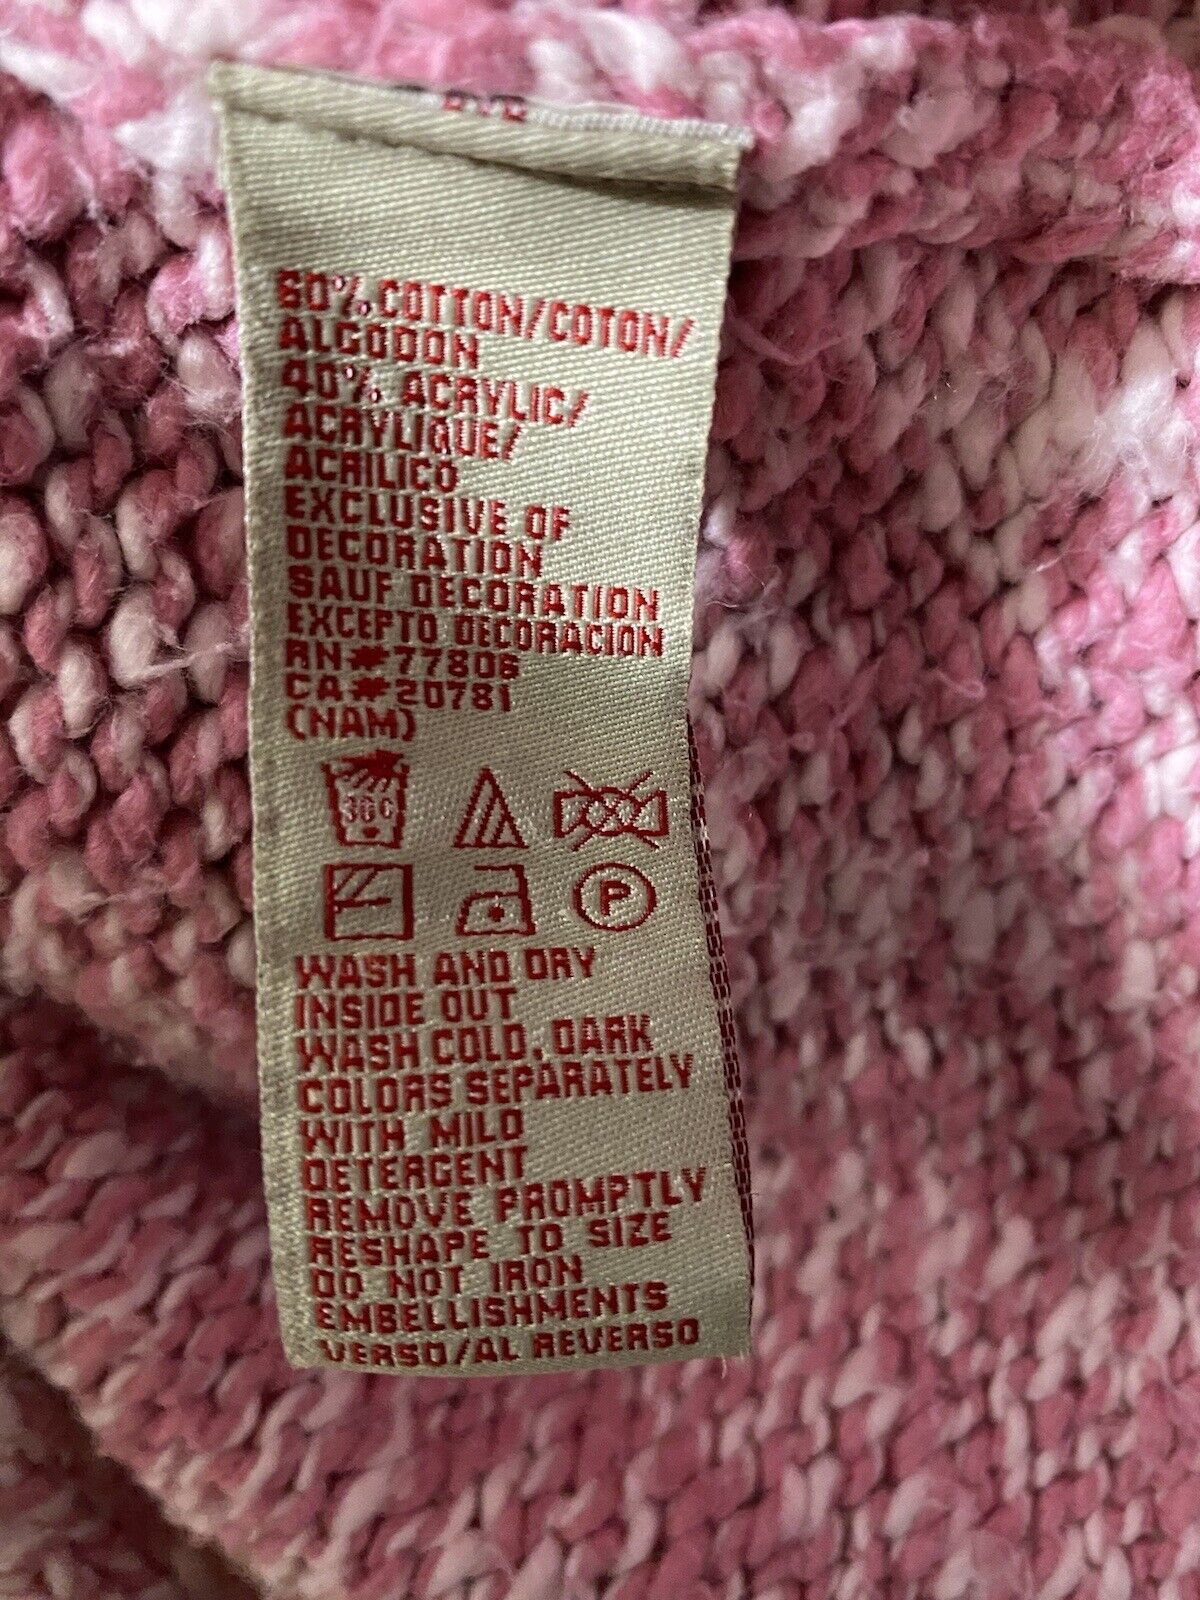 60% COTTON/COTON/
ALGODON
40% ACRYLIC/
ACRYLIQUE/
ACRILICO
EXCLUSIVE OF
DECORATION
SAUF DECORATION
EXCEPTO DECORACION
RN#77806
CA#20781
(NAM)
30C
P
WASH AND DRY
INSIDE OUT
WASH COLD, DARK
COLORS SEPARATELY
WITH MILD
DETERGENT
REMOVE PROMPTLY
RESHAPE TO SIZE
DO NOT IRON
EMBELLISHMENTS
VERSO/AL REVERSO